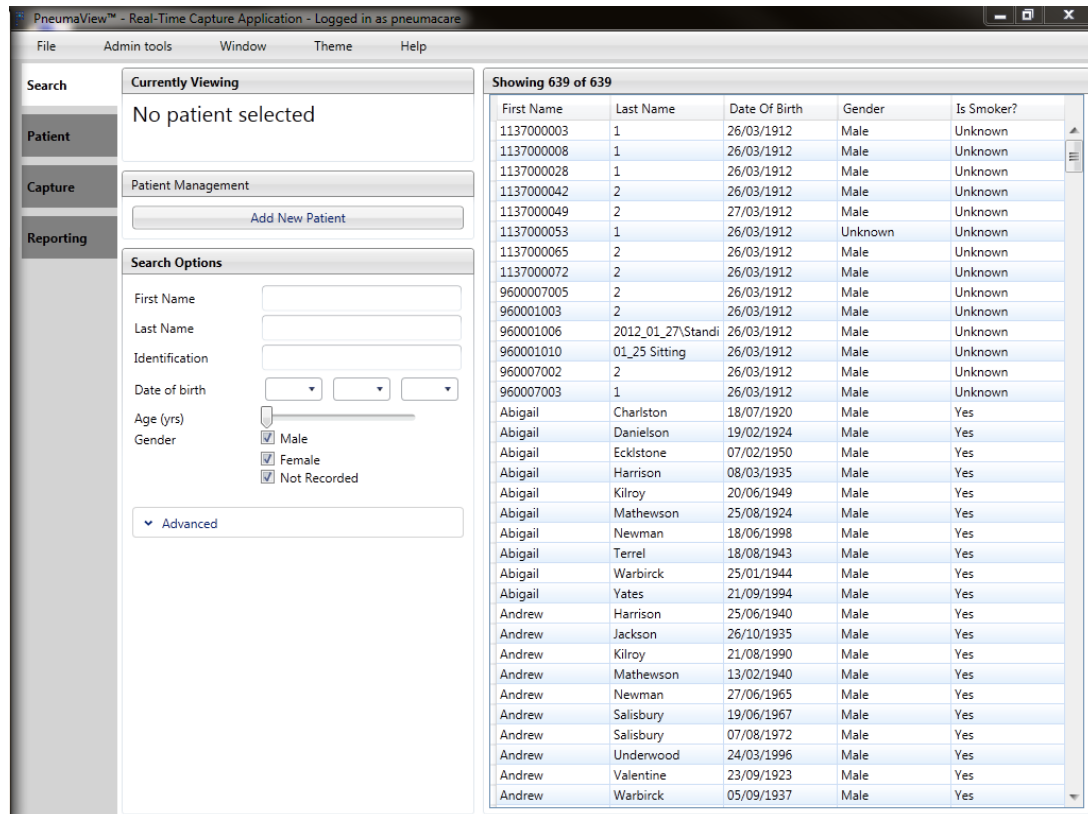 PneumaView™ - Real-Time Capture Application - Logged in as pneumacare
File Admin tools Window Theme Help
Search
Patient
Capture
Reporting
Currently Viewing
No patient selected
Patient Management
Add New Patient
Search Options
First Name
Last Name
Identification
Date of birth
Age (yrs)
Gender
Male
Female
Not Recorded
Advanced
Showing 639 of 639
First Name Last Name Date Of Birth Gender Is Smoker?
1137000003 1 26/03/1912 Male Unknown
1137000008 1 26/03/1912 Male Unknown
1137000028 1 26/03/1912 Male Unknown
1137000042 2 26/03/1912 Male Unknown
1137000049 2 27/03/1912 Male Unknown
1137000053 1 26/03/1912 Unknown Unknown
1137000065 2 26/03/1912 Male Unknown
1137000072 2 26/03/1912 Male Unknown
9600007005 2 26/03/1912 Male Unknown
960001003 2 26/03/1912 Male Unknown
960001006 2012_01_27\Standi 26/03/1912 Male Unknown
960001010 01_25 Sitting 26/03/1912 Male Unknown
960007002 2 26/03/1912 Male Unknown
960007003 1 26/03/1912 Male Unknown
Abigail Charlston 18/07/1920 Male Yes
Abigail Danielson 19/02/1924 Male Yes
Abigail Ecklstone 07/02/1950 Male Yes
Abigail Harrison 08/03/1935 Male Yes
Abigail Kilroy 20/06/1949 Male Yes
Abigail Mathewson 25/08/1924 Male Yes
Abigail Newman 18/06/1998 Male Yes
Abigail Terrel 18/08/1943 Male Yes
Abigail Warbirck 25/01/1944 Male Yes
Abigail Yates 21/09/1994 Male Yes
Andrew Harrison 25/06/1940 Male Yes
Andrew Jackson 26/10/1935 Male Yes
Andrew Kilroy 21/08/1990 Male Yes
Andrew Mathewson 13/02/1940 Male Yes
Andrew Newman 27/06/1965 Male Yes
Andrew Salisbury 19/06/1967 Male Yes
Andrew Salisbury 07/08/1972 Male Yes
Andrew Underwood 24/03/1996 Male Yes
Andrew Valentine 23/09/1923 Male Yes
Andrew Warbirck 05/09/1937 Male Yes